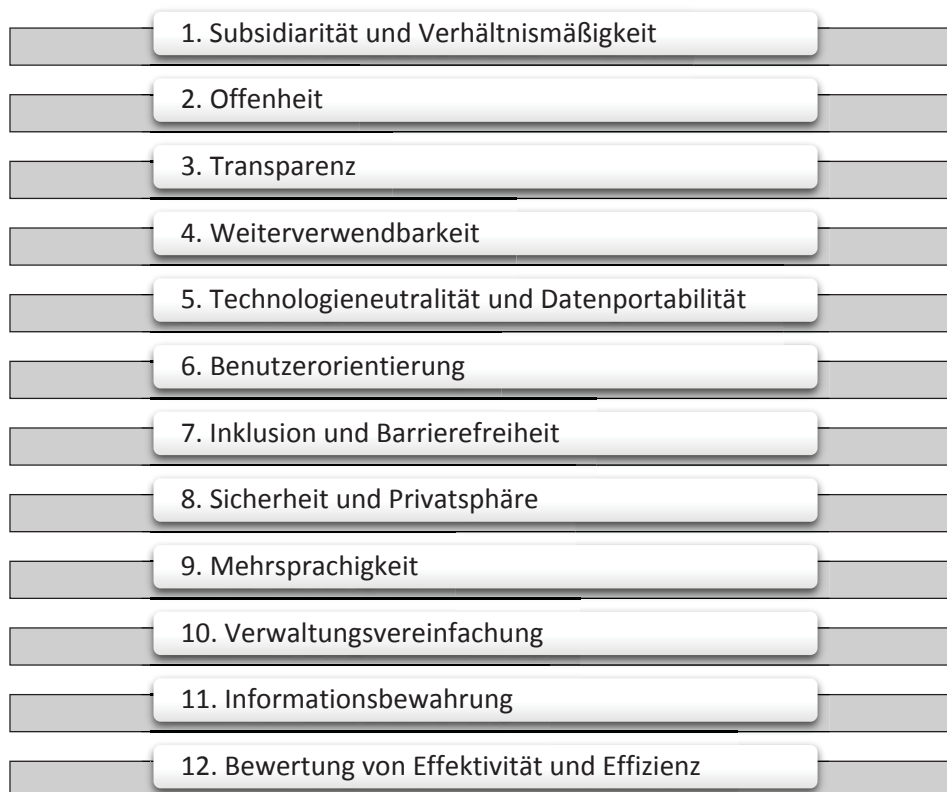 1. Subsidiarität und Verhältnismäßigkeit
2. Offenheit
3. Transparenz
4. Weiterverwendbarkeit
5. Technologieneutralität und Datenportabilität
6. Benutzerorientierung
7. Inklusion und Barrierefreiheit
8. Sicherheit und Privatsphäre
9. Mehrsprachigkeit
10. Verwaltungsvereinfachung
11. Informationsbewahrung
12. Bewertung von Effektivität und Effizienz